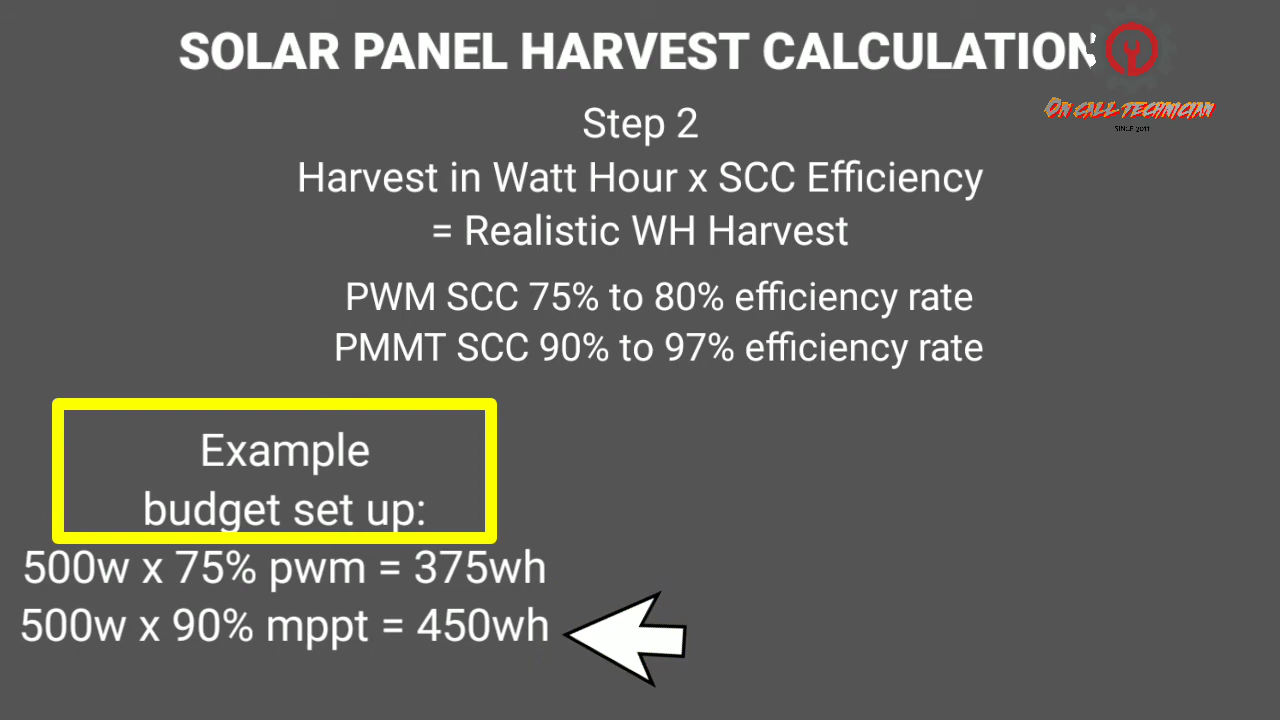 SOLAR PANEL HARVEST CALCULATION
ON CALL TECHNICIAN
SINCE 2011
Step 2
Harvest in Watt Hour x SCC Efficiency
= Realistic WH Harvest
PWM SCC 75% to 80% efficiency rate
PMMT SCC 90% to 97% efficiency rate
Example
budget set up:
500w x 75% pwm = 375wh
500w x 90% mppt = 450wh